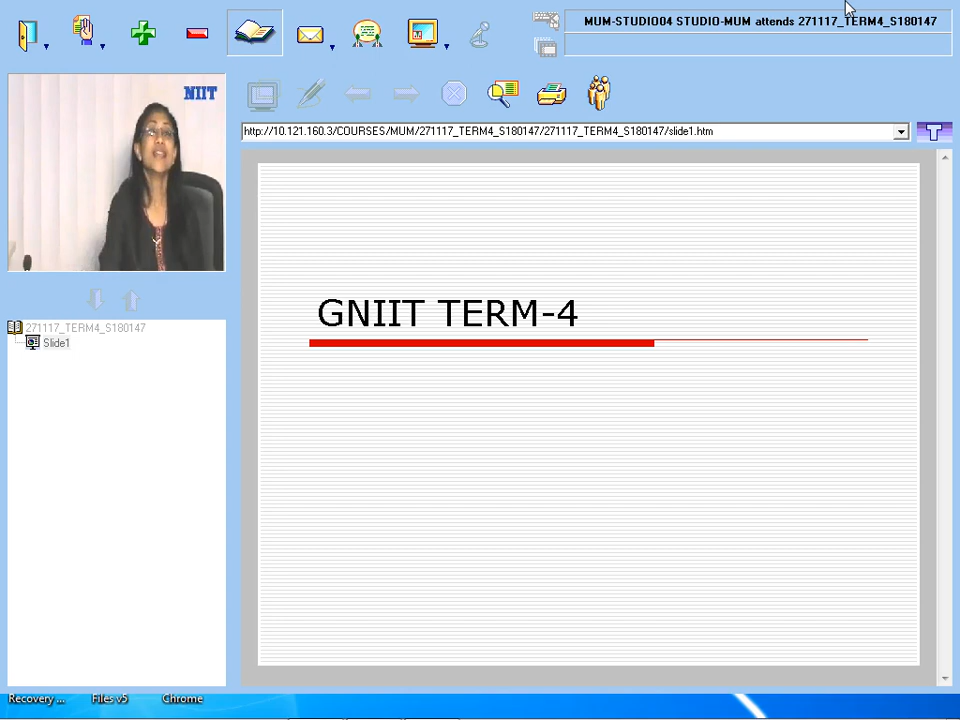 MUM-STUDIO04 STUDIO-MUM attends 271117_TERM4_S180147
NIIT
http://10.121.160.3/COURSES/MUM/271117_TERM4_S180147/271117_TERM4_S180147/slide1.htm
T
GNIIT TERM-4
271117_TERM4_S180147
Slide1
Recovery ...
Files v5
Chrome